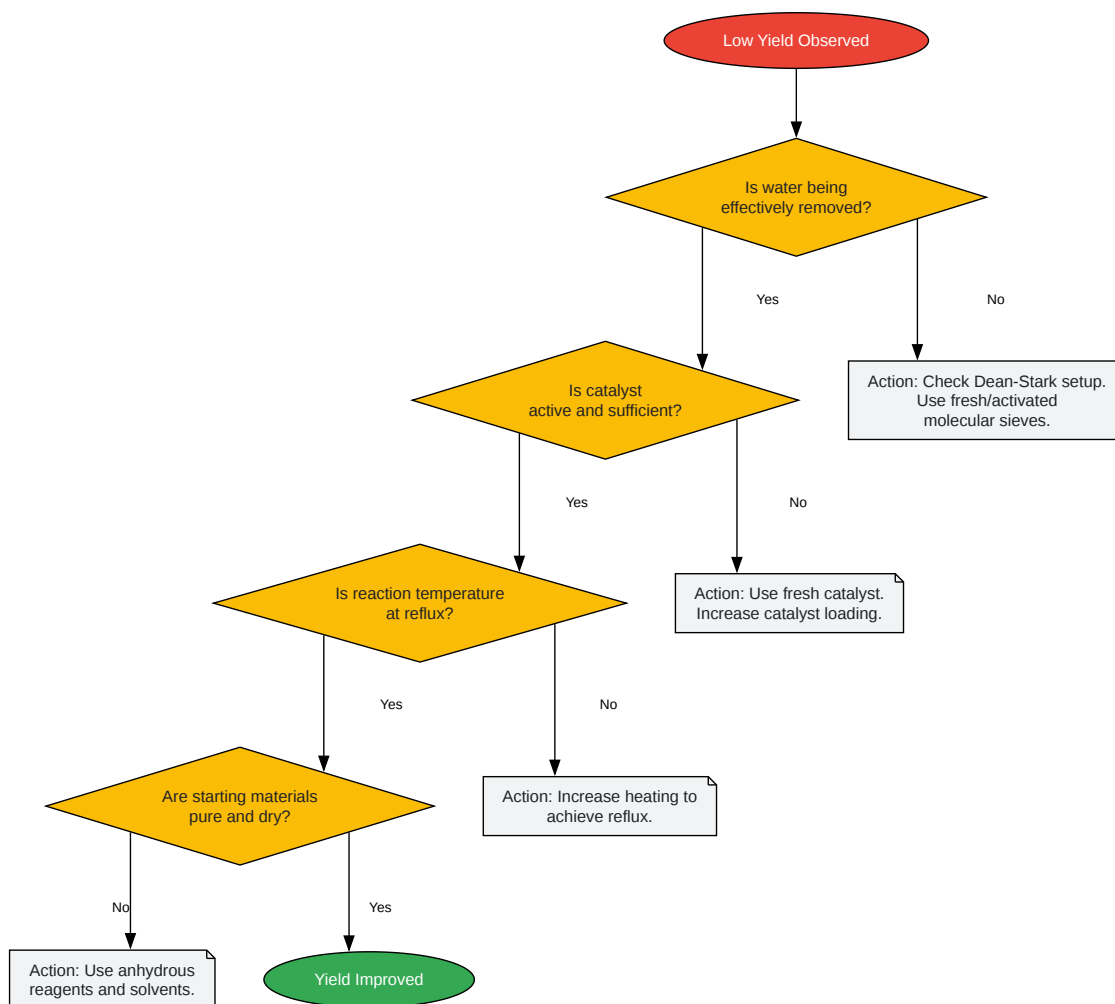 Low Yield Observed
Is water being
effectively removed?
Yes
No
Is catalyst
active and sufficient?
Action: Check Dean-Stark setup.
Use fresh/activated
molecular sieves.
Yes
No
Is reaction temperature
at reflux?
Action: Use fresh catalyst.
Increase catalyst loading.
Yes
No
Are starting materials
pure and dry?
Action: Increase heating to
achieve reflux.
No
Yes
Action: Use anhydrous
reagents and solvents.
Yield Improved